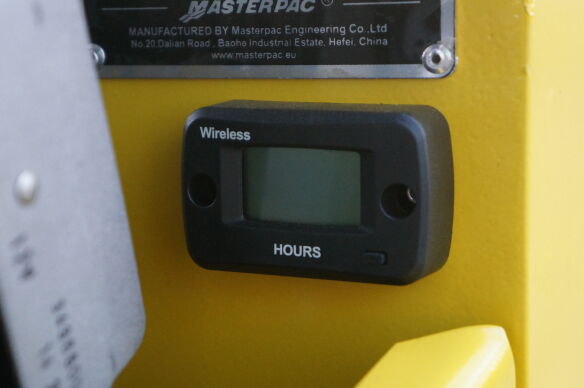 MASTERPAC®
MANUFACTURED BY Masterpac Engineering Co.,Ltd
No.20,Dalian Road, Baohe Industrial Estate, Hefei, China
www.masterpac.eu
Wireless
HOURS